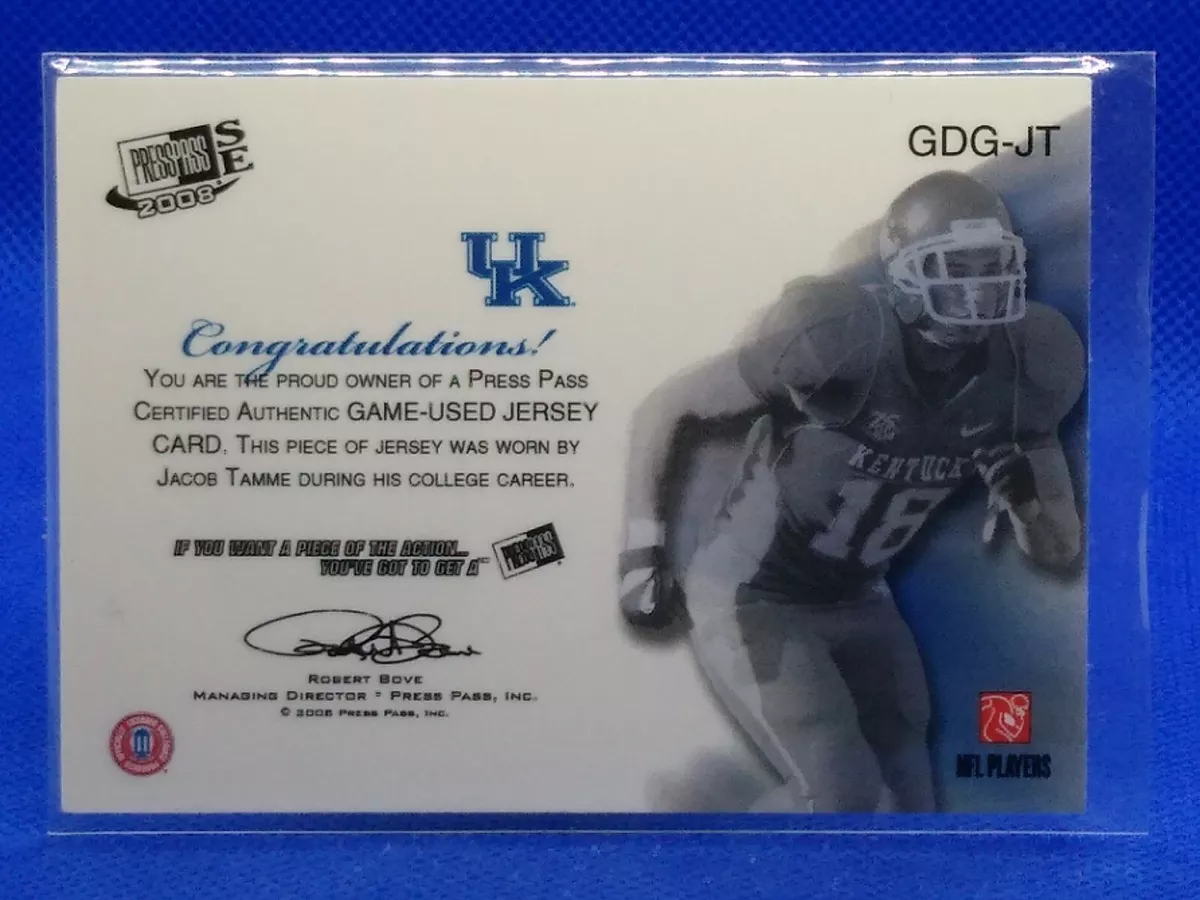 PRESS PASS SE
2008
GDG-JT
UK
Congratulations!
YOU ARE THE PROUD OWNER OF A PRESS PASS
CERTIFIED AUTHENTIC GAME-USED JERSEY
CARD. THIS PIECE OF JERSEY WAS WORN BY
JACOB TAMME DURING HIS COLLEGE CAREER.
KENTUCKY
18
IF YOU WANT A PIECE OF THE ACTION...
YOU'VE GOT TO GET A™ PRESS PASS
ROBERT BOVE
MANAGING DIRECTOR • PRESS PASS, INC.
© 2008 PRESS PASS, INC.
NFL PLAYERS